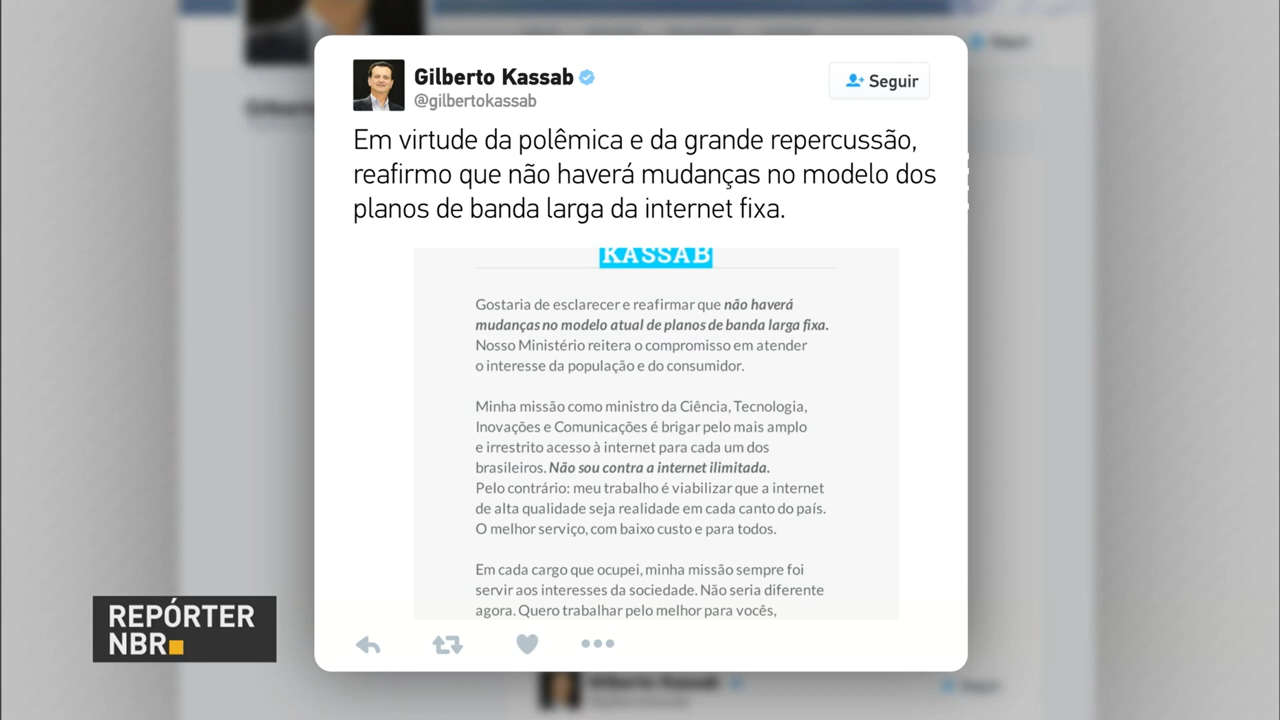 Gilberto Kassab
@gilbertokassab
Seguir
Em virtude da polêmica e da grande repercussão,
reafirmo que não haverá mudanças no modelo dos
planos de banda larga da internet fixa.
KASSAB
Gostaria de esclarecer e reafirmar que não haverá
mudanças no modelo atual de planos de banda larga fixa.
Nosso Ministério reitera o compromisso em atender
o interesse da população e do consumidor.
Minha missão como ministro da Ciência, Tecnologia,
Inovações e Comunicações é brigar pelo mais amplo
e irrestrito acesso à internet para cada um dos
brasileiros. Não sou contra a internet ilimitada.
Pelo contrário: meu trabalho é viabilizar que a internet
de alta qualidade seja realidade em cada canto do país.
O melhor serviço, com baixo custo e para todos.
Em cada cargo que ocupei, minha missão sempre foi
servir aos interesses da sociedade. Não seria diferente
agora. Quero trabalhar pelo melhor para vocês,
REPÓRTER
NBR
Gilberto Kassab